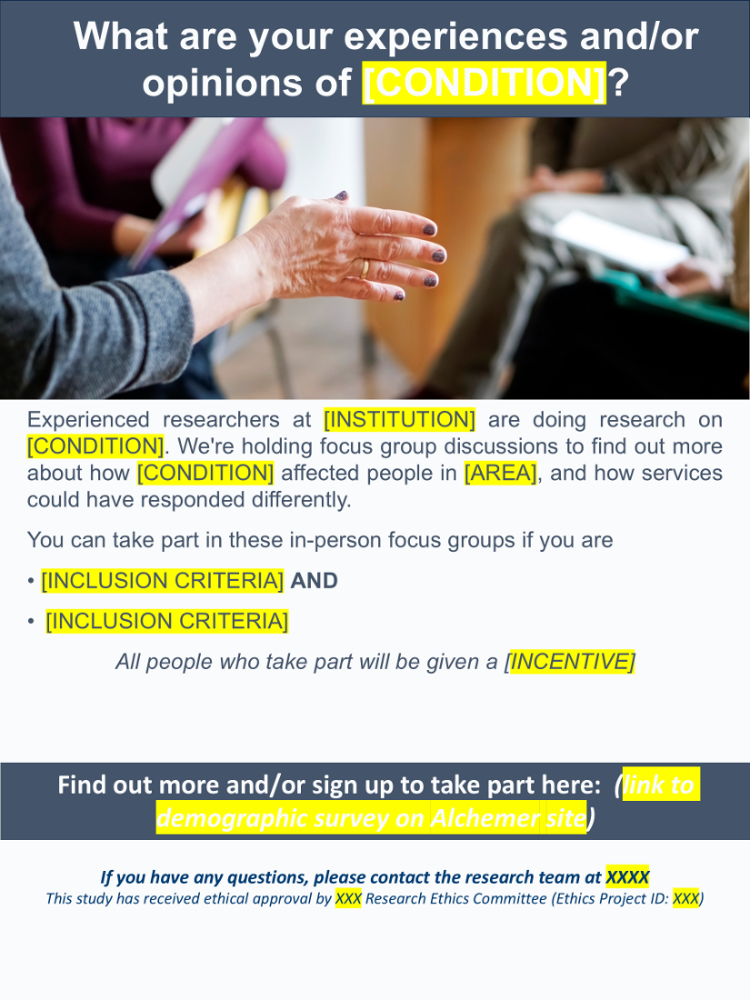 What are your experiences and/or
opinions of [CONDITION]?
Experienced researchers at [INSTITUTION] are doing research on
[CONDITION]. We're holding focus group discussions to find out more
about how [CONDITION] affected people in [AREA], and how services
could have responded differently.
You can take part in these in-person focus groups if you are
• [INCLUSION CRITERIA] AND
• [INCLUSION CRITERIA]
All people who take part will be given a [INCENTIVE]
Find out more and/or sign up to take part here: (link to
demographic survey on Alchemer site)
If you have any questions, please contact the research team at XXXX
This study has received ethical approval by XXX Research Ethics Committee (Ethics Project ID: XXX)